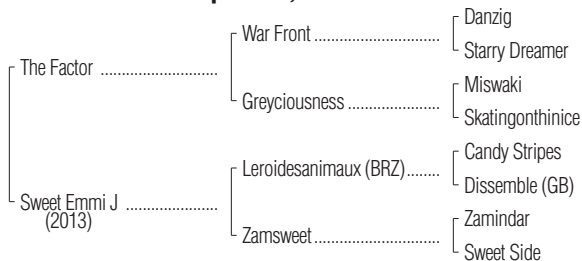 Danzig
War Front
Starry Dreamer
The Factor
Miswaki
Greyciousness
Skatingonthinice
Candy Stripes
Leroidesanimaux (BRZ)
Dissemble (GB)
Sweet Emmi J
(2013)
Zamindar
Zamsweet
Sweet Side